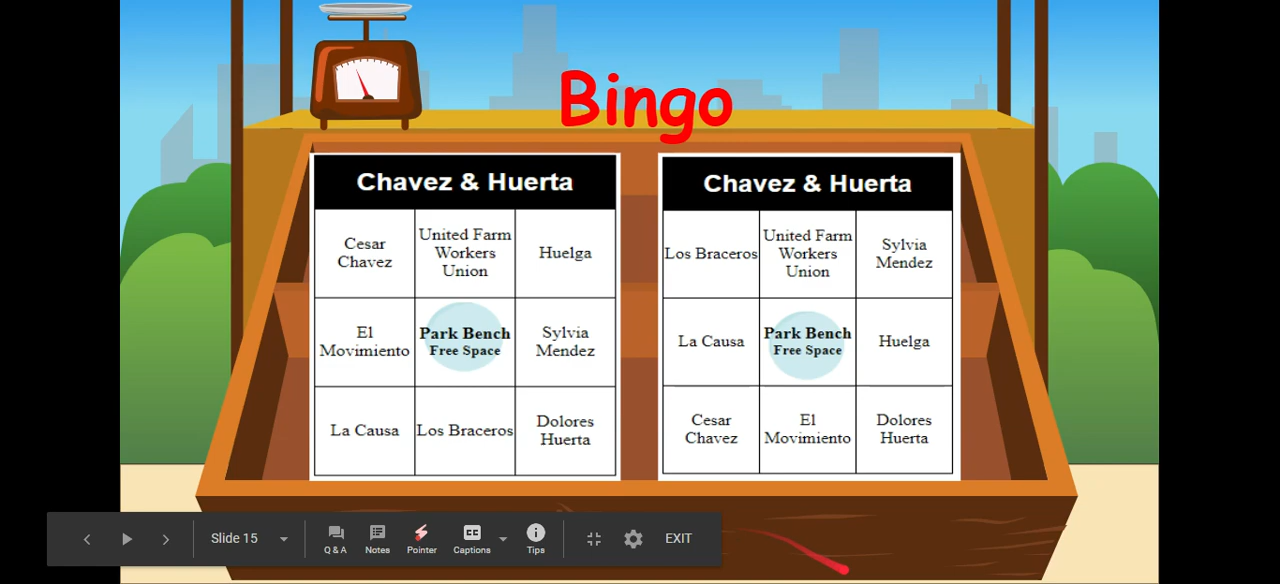 Bingo
Chavez & Huerta
Cesar
Chavez
United Farm
Workers
Union
Huelga
El
Movimiento
Park Bench
Free Space
Sylvia
Mendez
La Causa
Los Braceros
Dolores
Huerta
Chavez & Huerta
Los Braceros
United Farm
Workers
Union
Sylvia
Mendez
La Causa
Park Bench
Free Space
Huelga
Cesar
Chavez
El
Movimiento
Dolores
Huerta
Slide 15
Q & A
Notes
Pointer
CC
Captions
Tips
EXIT